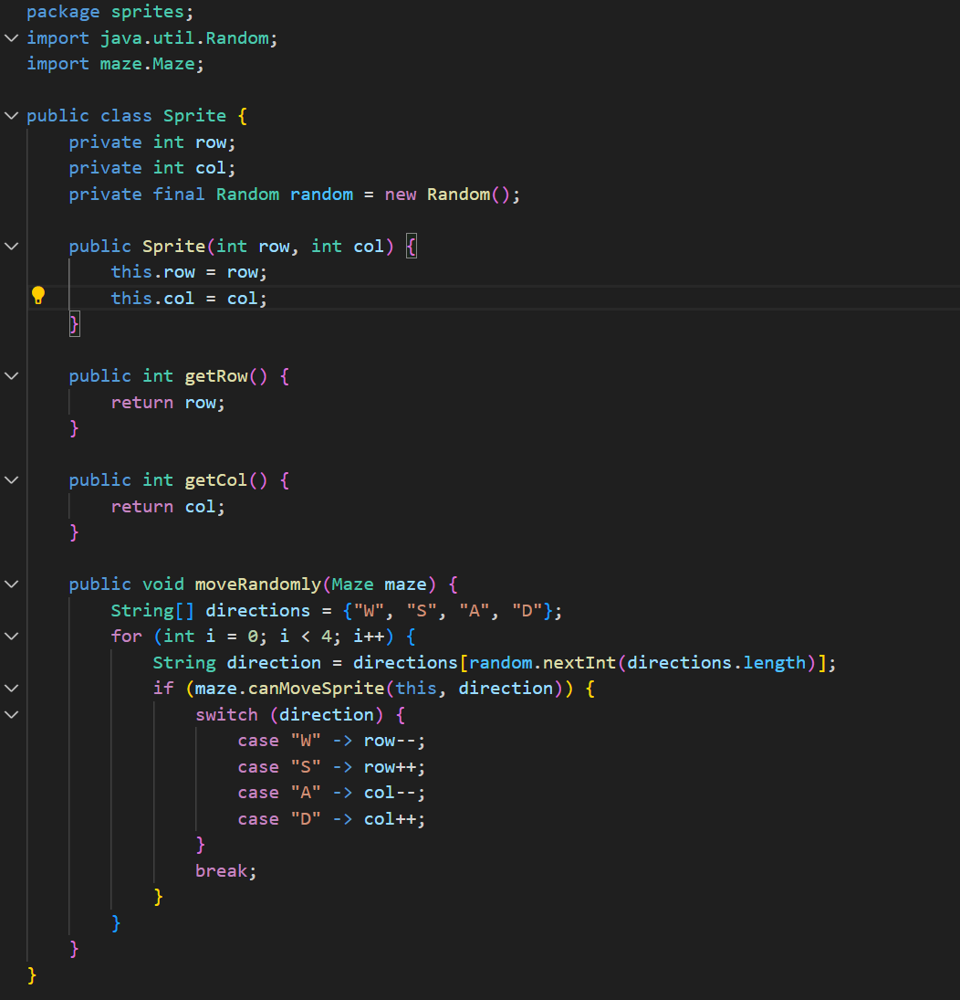 package sprites;
import java.util.Random;
import maze.Maze;

public class Sprite {
    private int row;
    private int col;
    private final Random random = new Random();

    public Sprite(int row, int col) {
        this.row = row;
        this.col = col;
    }

    public int getRow() {
        return row;
    }

    public int getCol() {
        return col;
    }

    public void moveRandomly(Maze maze) {
        String[] directions = {"W", "S", "A", "D"};
        for (int i = 0; i < 4; i++) {
            String direction = directions[random.nextInt(directions.length)];
            if (maze.canMoveSprite(this, direction)) {
                switch (direction) {
                    case "W" -> row--;
                    case "S" -> row++;
                    case "A" -> col--;
                    case "D" -> col++;
                }
                break;
            }
        }
    }
}